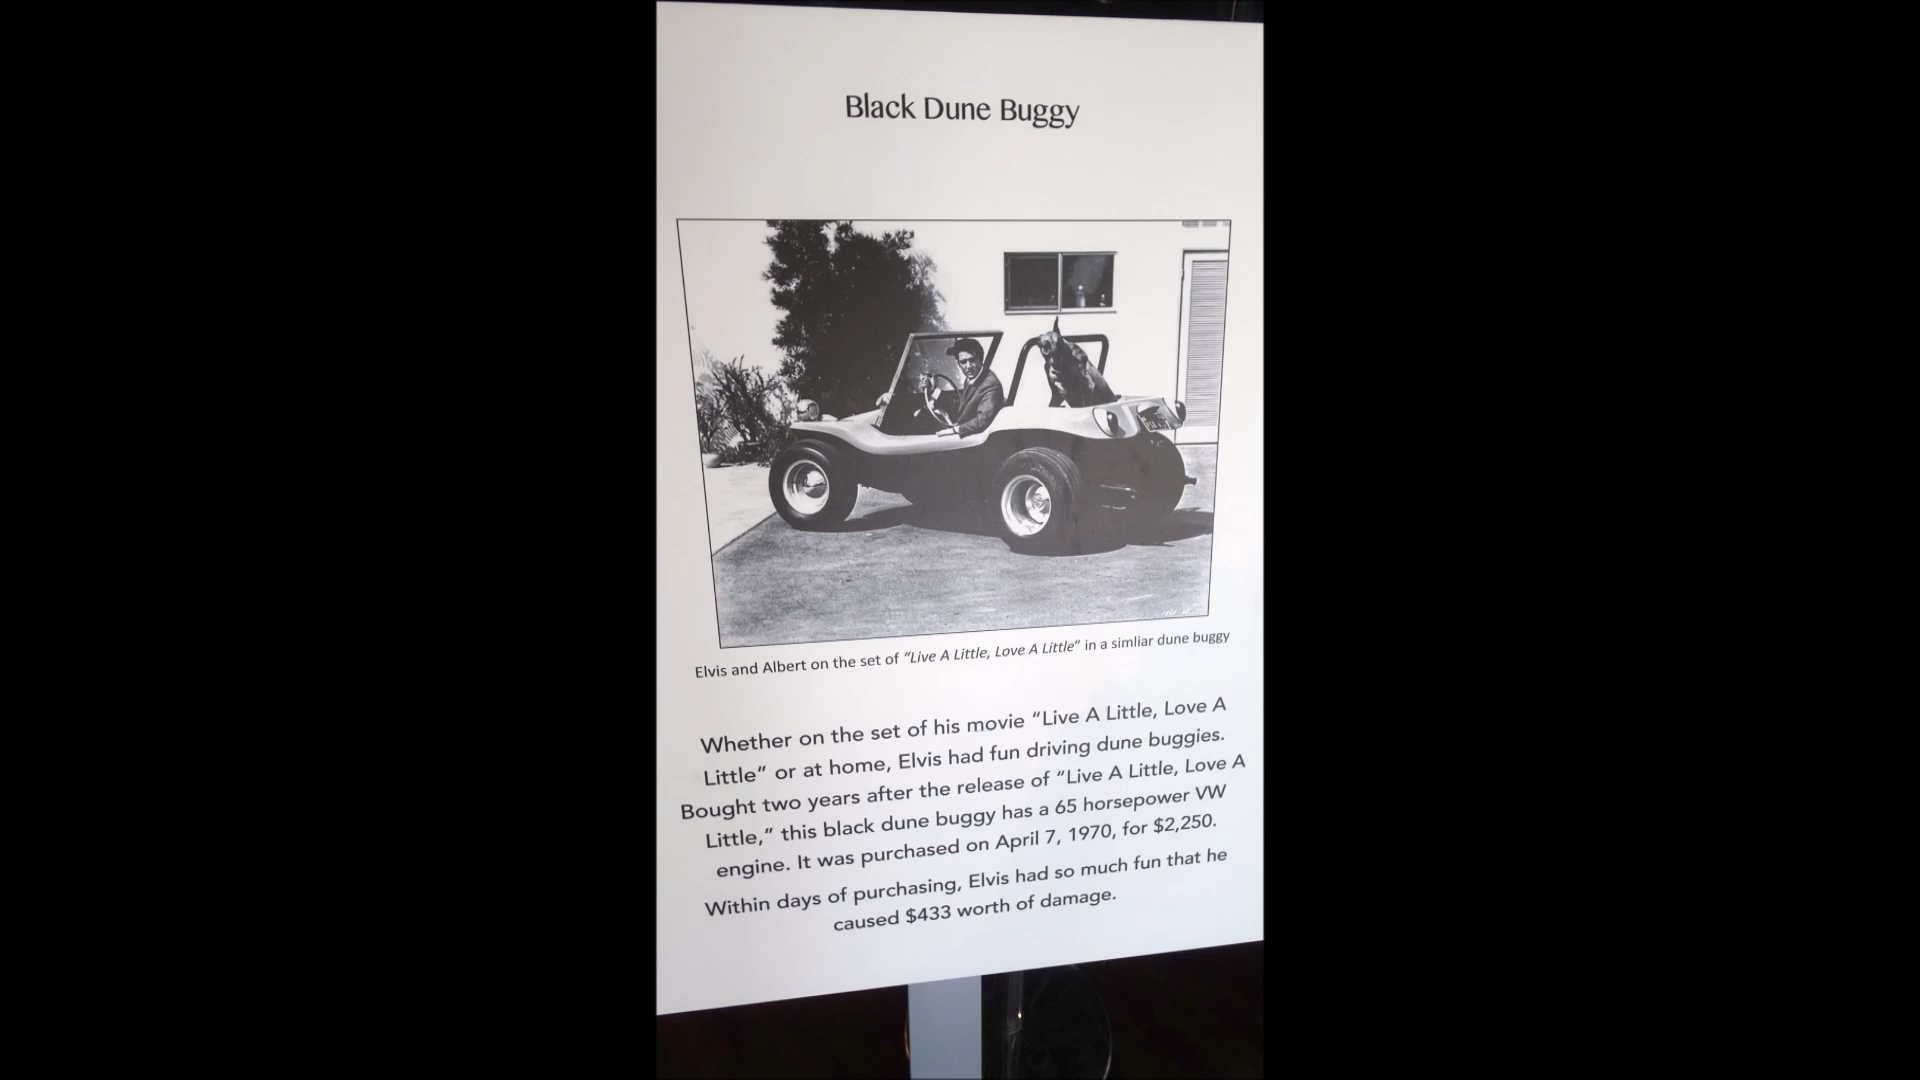 Black Dune Buggy
Elvis and Albert on the set of “Live A Little, Love A Little” in a simliar dune buggy
Whether on the set of his movie “Live A Little, Love A
Little” or at home, Elvis had fun driving dune buggies.
Bought two years after the release of “Live A Little, Love A
Little,” this black dune buggy has a 65 horsepower VW
engine. It was purchased on April 7, 1970, for $2,250.
Within days of purchasing, Elvis had so much fun that he
caused $433 worth of damage.